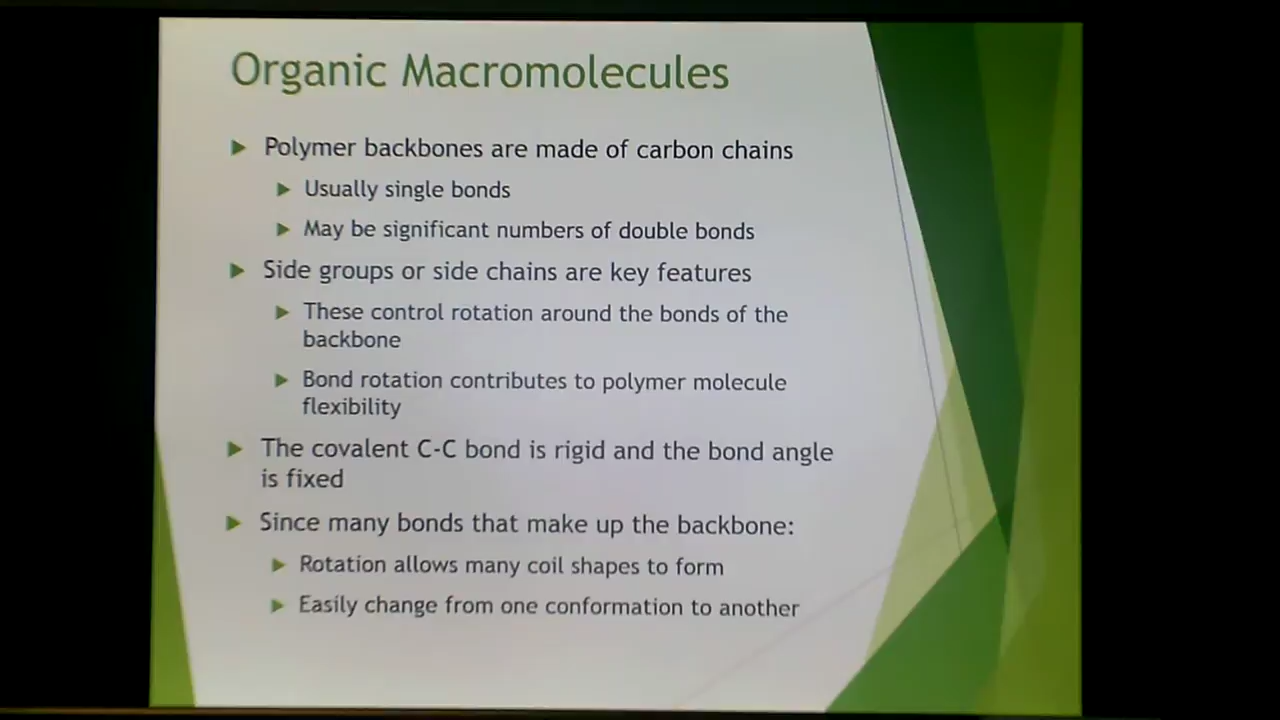 Organic Macromolecules
Polymer backbones are made of carbon chains
Usually single bonds
May be significant numbers of double bonds
Side groups or side chains are key features
These control rotation around the bonds of the
backbone
Bond rotation contributes to polymer molecule
flexibility
The covalent C-C bond is rigid and the bond angle
is fixed
Since many bonds that make up the backbone:
Rotation allows many coil shapes to form
Easily change from one conformation to another